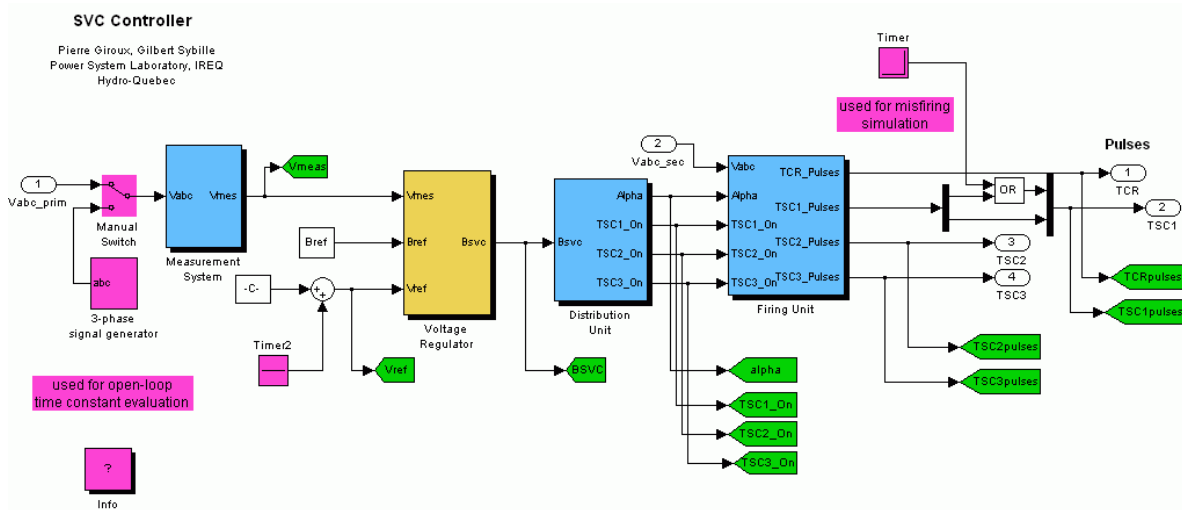 SVC Controller
Pierre Giroux, Gilbert Sybille
Power System Laboratory, IREQ
Hydro-Quebec
1
Vabc_prim
Manual
Switch
abc
3-phase
signal generator
used for open-loop
time constant evaluation
?
Info
Vabc
Vmes
Measurement
System
Vmeas
Bref
-C-
+
+
Timer2
Vref
Vmes
Bref
Vref
Bsvc
Voltage
Regulator
BSVC
Bsvc
Alpha
TSC1_On
TSC2_On
TSC3_On
Distribution
Unit
alpha
TSC1_On
TSC2_On
TSC3_On
2
Vabc_sec
Vabc
Alpha
TSC1_On
TSC2_On
TSC3_On
TCR_Pulses
TSC1_Pulses
TSC2_Pulses
TSC3_Pulses
Firing Unit
Timer
used for misfiring
simulation
OR
Pulses
1
TCR
2
TSC1
3
TSC2
4
TSC3
TCRpulses
TSC1pulses
TSC2pulses
TSC3pulses